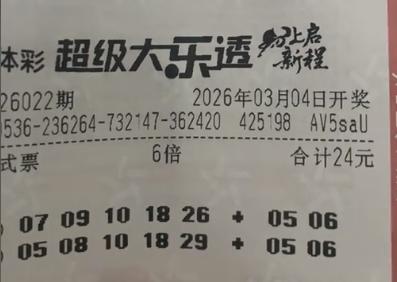 体彩 超级大乐透 马上启新程
26022期 2026年03月04日开奖
0536-236264-732147-362420 425198 AV5saU
式票 6倍 合计24元
07 09 10 18 26 + 05 06
05 08 10 18 29 + 05 06